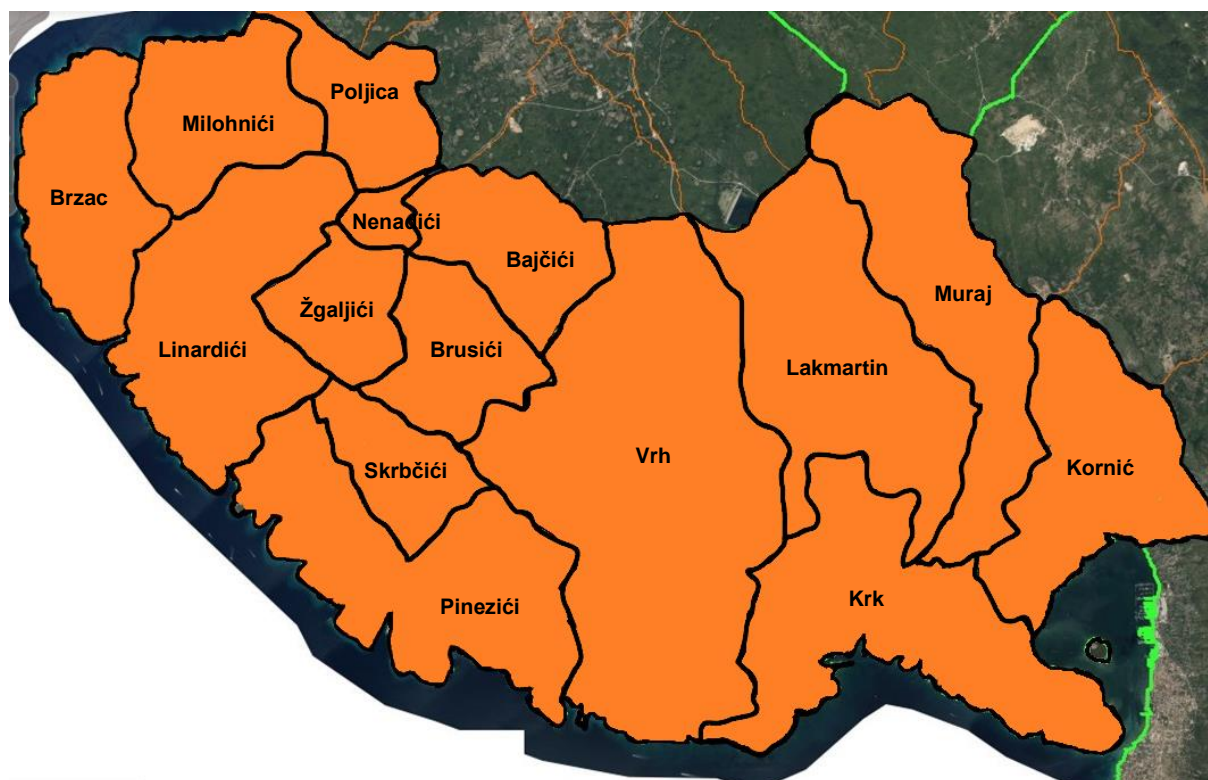 Poljica
Milohnići
Brzac
Nenadići
Bajčići
Žgaljići
Muraj
Linardići
Brusići
Lakmartin
Vrh
Skrbčići
Kornić
Krk
Pinezići